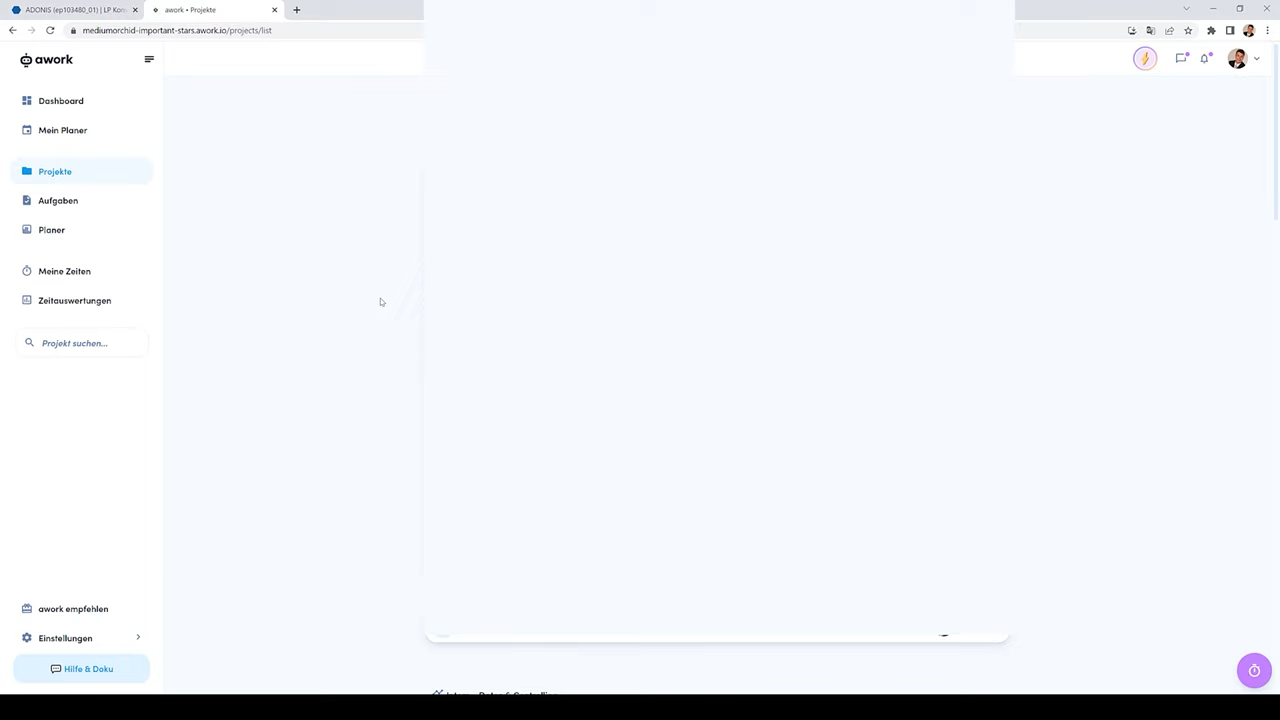 ADONIS (ep103480_01) | LP Kom
awork • Projekte
mediumorchid-important-stars.awork.io/projects/list
awork
Dashboard
Mein Planer
Projekte
Aufgaben
Planer
Meine Zeiten
Zeitauswertungen
Projekt suchen...
awork empfehlen
Einstellungen
Hilfe & Doku